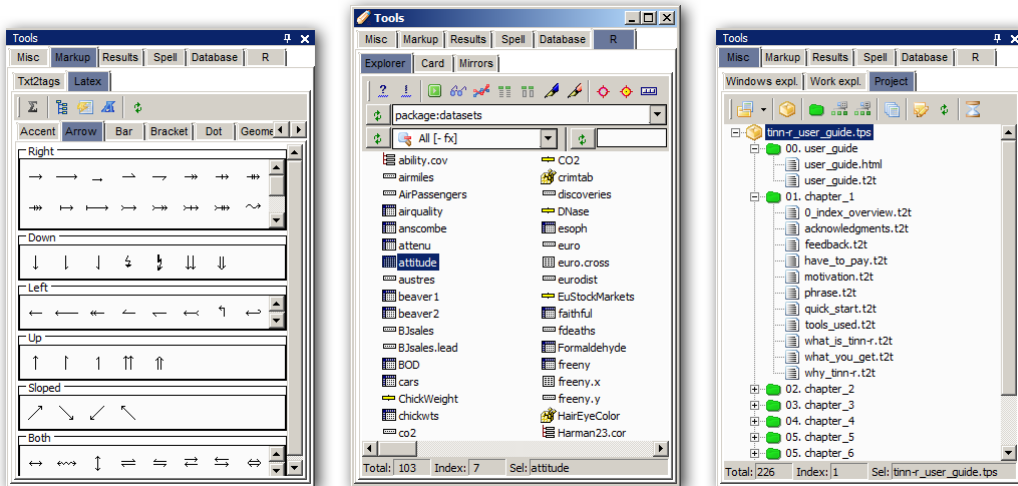 Tools
Misc Markup Results Spell Database R
Txt2tags Latex
Accent Arrow Bar Bracket Dot Geome
Right
Down
Left
Up
Sloped
Both
Tools
Misc Markup Results Spell Database R
Explorer Card Mirrors
package:datasets
All [- fx]
ability.cov CO2
airmiles crimtab
AirPassengers discoveries
airquality DNase
anscombe esoph
attenu euro
attitude euro.cross
austres eurodist
beaver1 EuStockMarkets
beaver2 faithful
BJsales fdeaths
BJsales.lead Formaldehyde
BOD freeny
cars freeny.x
ChickWeight freeny.y
chickwts HairEyeColor
co2 Harman23.cor
Total: 103 Index: 7 Sel: attitude
Tools
Misc Markup Results Spell Database R
Windows expl. Work expl. Project
tinn-r_user_guide.tps
00. user_guide
user_guide.html
user_guide.t2t
01. chapter_1
0_index_overview.t2t
acknowledgments.t2t
feedback.t2t
have_to_pay.t2t
motivation.t2t
phrase.t2t
quick_start.t2t
tools_used.t2t
what_is_tinn-r.t2t
what_you_get.t2t
why_tinn-r.t2t
02. chapter_2
03. chapter_3
04. chapter_4
05. chapter_5
05. chapter_6
Total: 226 Index: 1 Sel: tinn-r_user_guide.tps